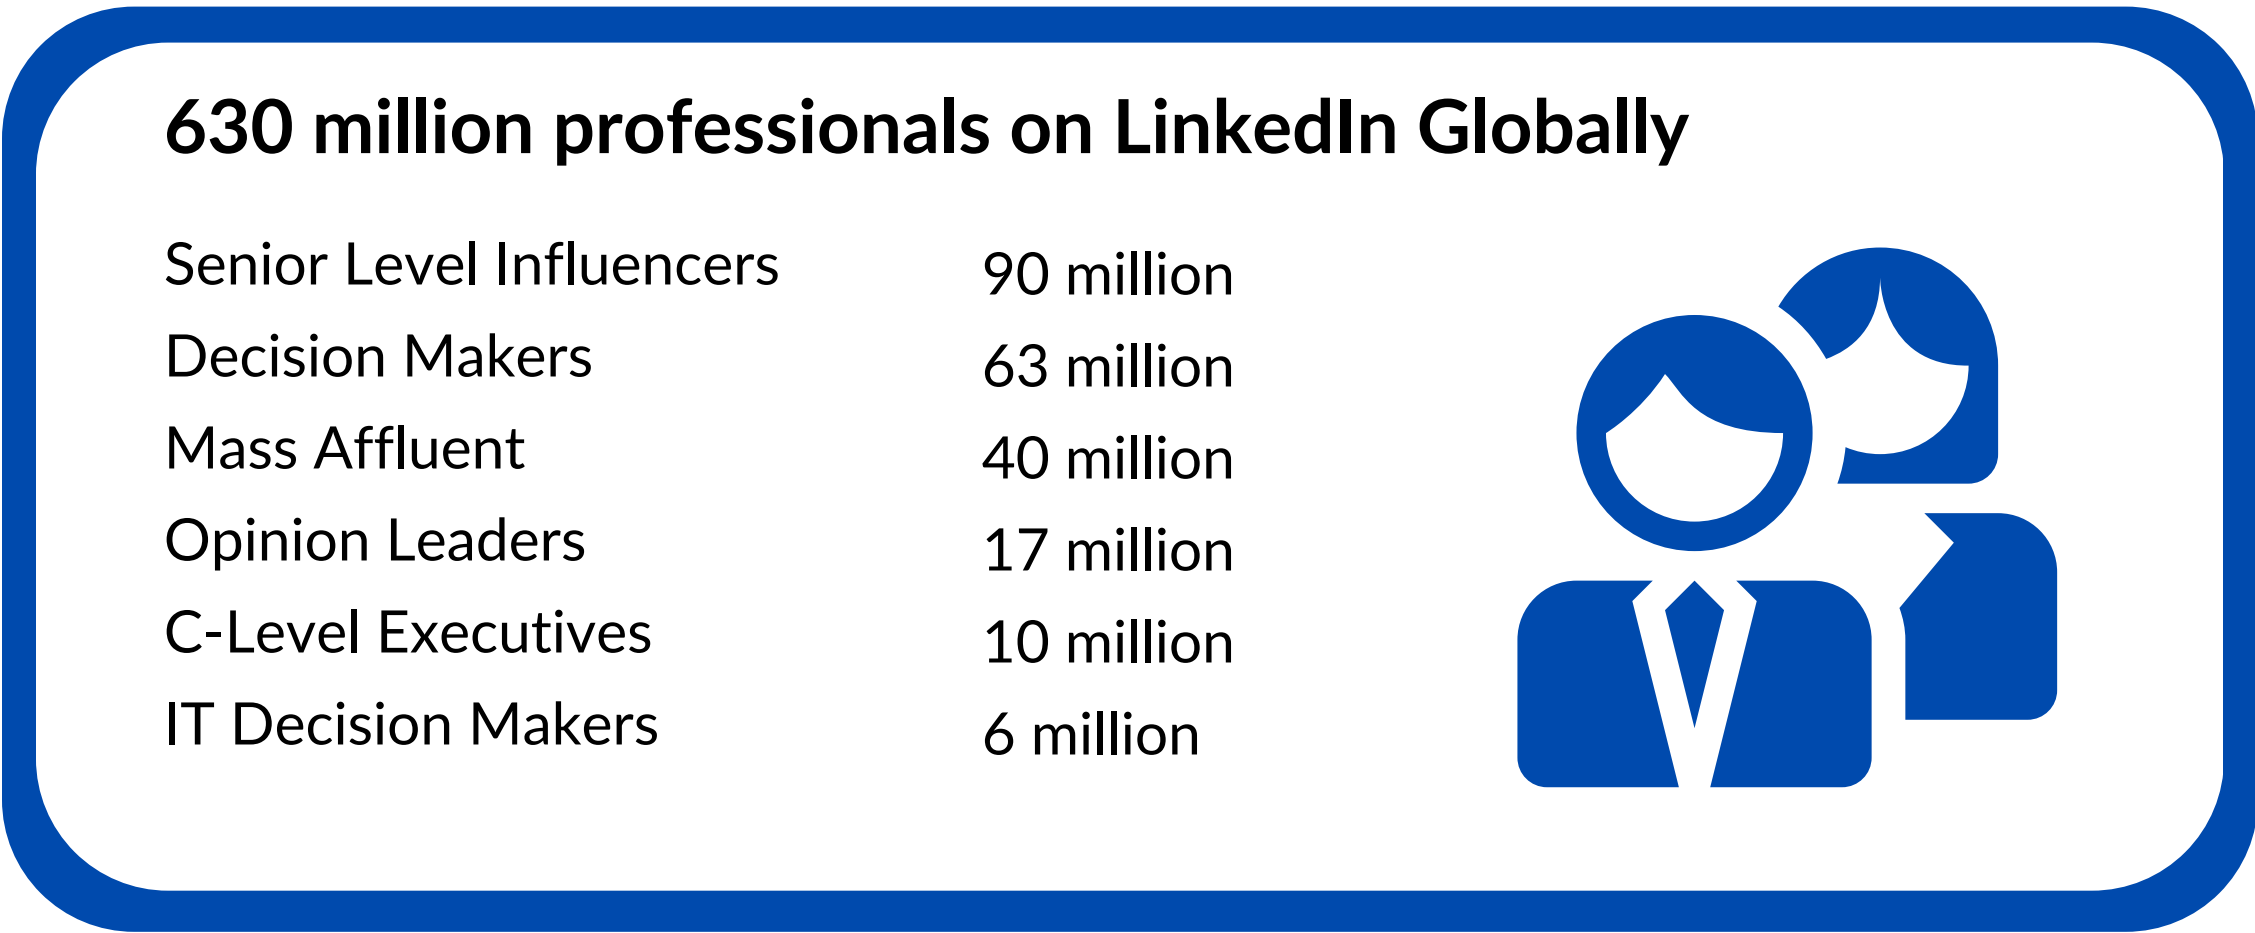 630 million professionals on LinkedIn Globally
Senior Level Influencers 90 million
Decision Makers 63 million
Mass Affluent 40 million
Opinion Leaders 17 million
C-Level Executives 10 million
IT Decision Makers 6 million